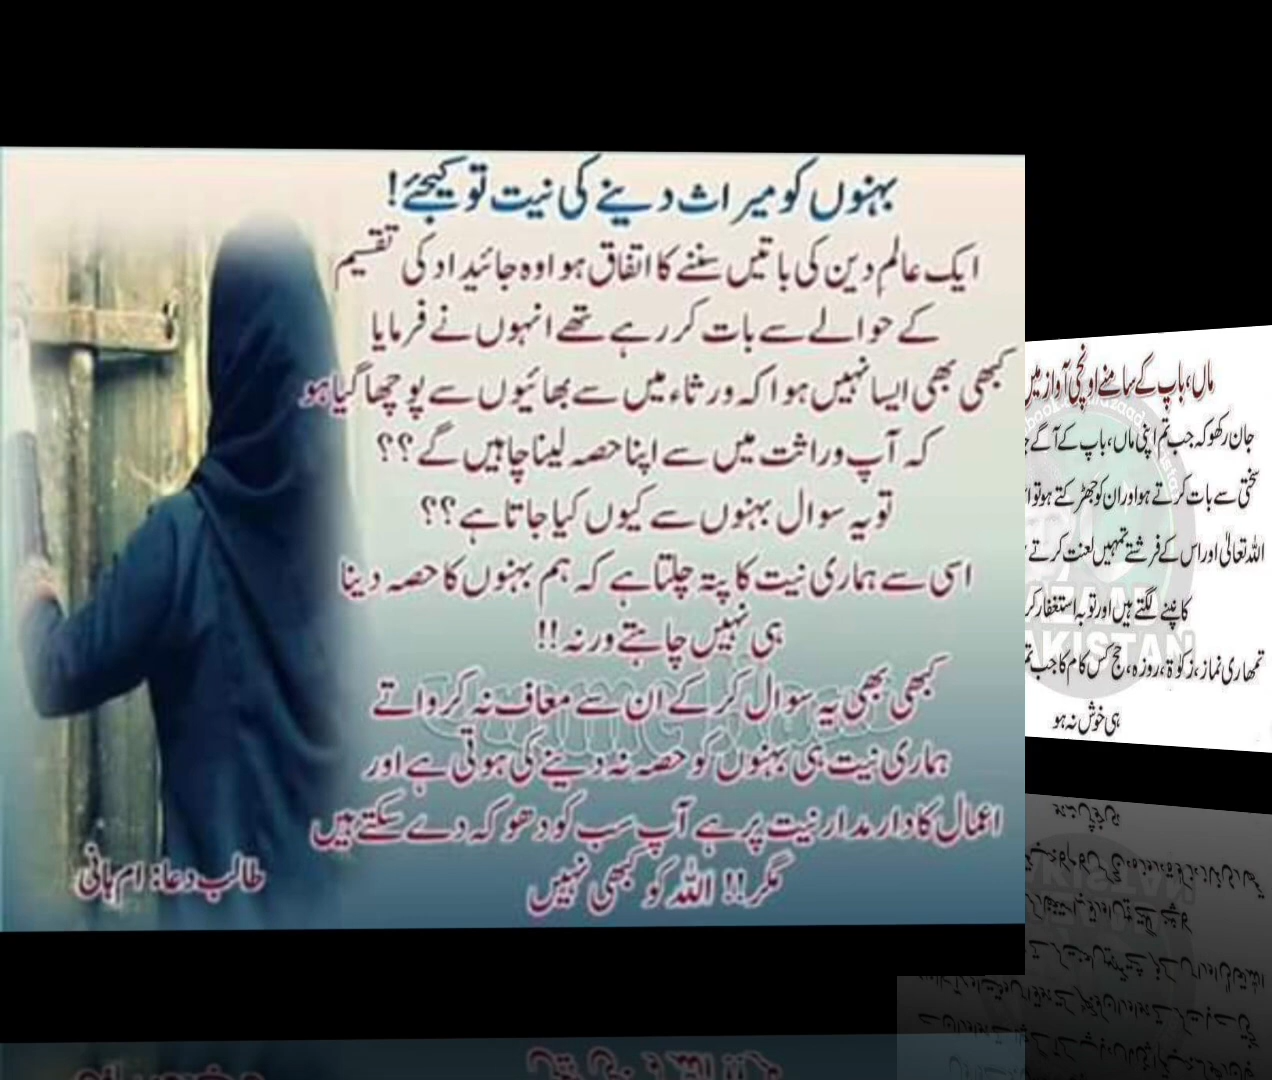 بہنوں کو میراث دینے کی نیت تو کیجئے!
ایک عالم دین کی باتیں سننے کا اتفاق ہوا وہ جائیداد کی تقسیم
کے حوالے سے بات کر رہے تھے انہوں نے فرمایا
کبھی بھی ایسا نہیں ہوا کہ ورثاء میں سے بھائیوں سے پوچھا گیا ہو
کہ آپ وراثت میں سے اپنا حصہ لینا چاہیں گے؟؟
تو یہ سوال بہنوں سے کیوں کیا جاتا ہے؟؟
اسی سے ہماری نیت کا پتہ چلتا ہے کہ ہم بہنوں کا حصہ دینا
ہی نہیں چاہتے ورنہ!!
کبھی بھی یہ سوال کر کے ان سے معاف نہ کرواتے
ہماری نیت ہی بہنوں کو حصہ نہ دینے کی ہوتی ہے اور
اعمال کا دارمدار نیت پر ہے آپ سب کو دھوکہ دے سکتے ہیں
مگر!! اللہ کو کبھی نہیں
طالب دعا: ام ہانی
ماں، باپ کے سامنے اونچی آواز میں
جان رکھو کہ جب تم اپنی ماں، باپ کے آگے
سختی سے بات کرتے ہو اور ان کو جھڑکتے ہو تو
اللہ تعالیٰ اور اس کے فرشتے تمہیں لعنت کرتے
کانپنے لگتے ہیں اور توبہ استغفار
تمھاری نماز، زکوۃ، روزہ، حج کس کام کا جب
ہی خوش نہ ہو